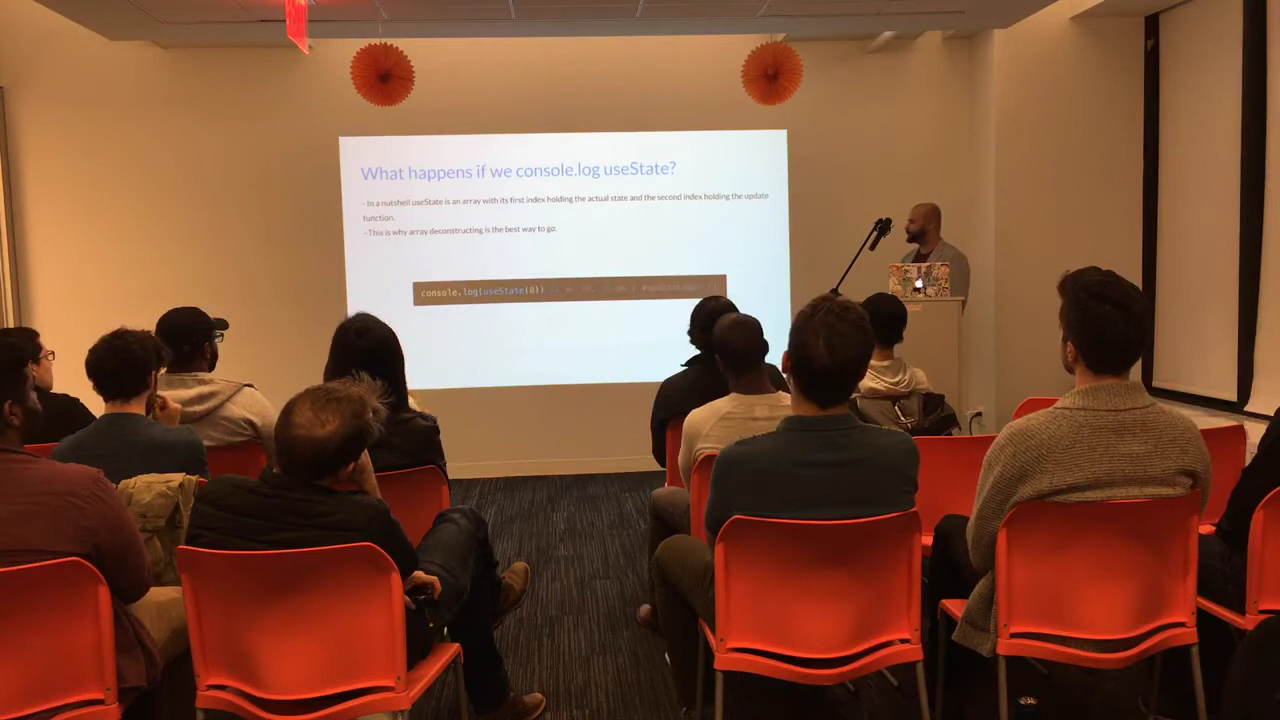 What happens if we console.log useState?
- In a nutshell useState is an array with its first index holding the actual state and the second index holding the update
function.
- This is why array deconstructing is the best way to go.
console.log(useState(0))